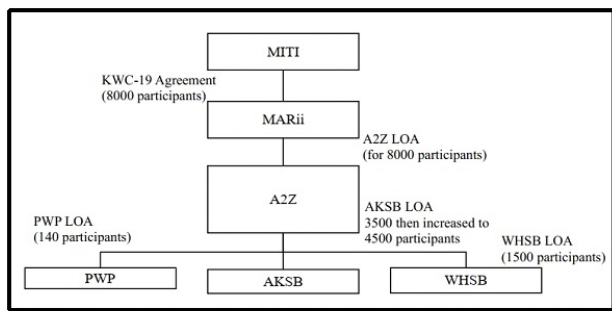 MITI
KWC-19 Agreement
(8000 participants)
MARii
A2Z LOA
(for 8000 participants)
A2Z
PWP LOA
(140 participants)
AKSB LOA
3500 then increased to
4500 participants
WHSB LOA
(1500 participants)
PWP
AKSB
WHSB